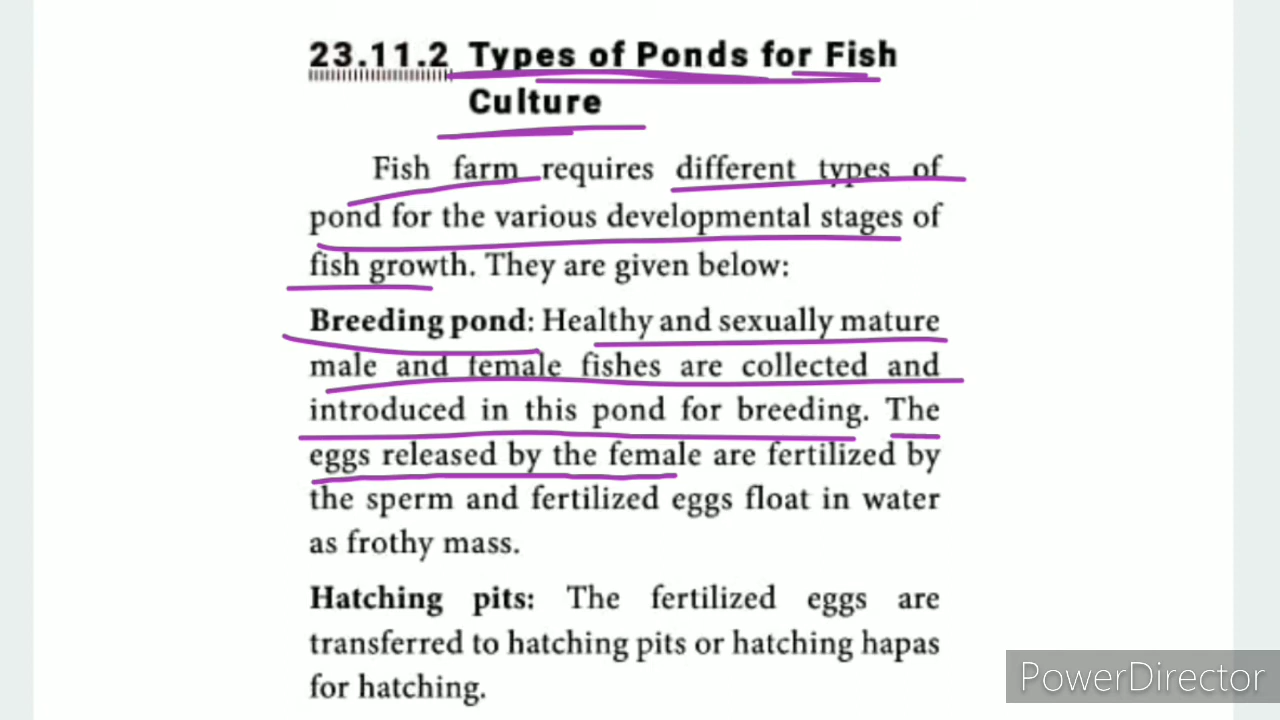 23.11.2 Types of Ponds for Fish
Culture
Fish farm requires different types of
pond for the various developmental stages of
fish growth. They are given below:
Breeding pond: Healthy and sexually mature
male and female fishes are collected and
introduced in this pond for breeding. The
eggs released by the female are fertilized by
the sperm and fertilized eggs float in water
as frothy mass.
Hatching pits: The fertilized eggs are
transferred to hatching pits or hatching hapas
for hatching.
PowerDirector